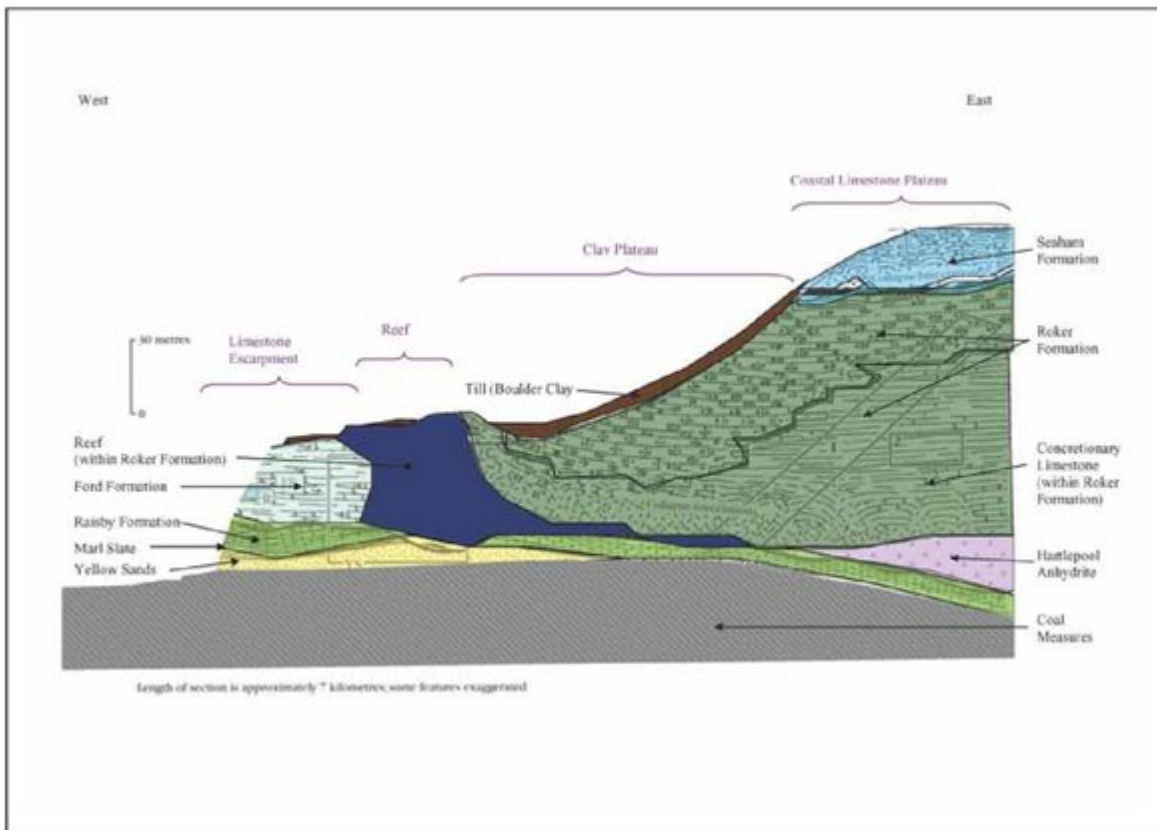 West
East
Coastal Limestone Plateau
Clay Plateau
Seaham
Formation
Reef
Limestone
Escarpment
30 metres
Roker
Formation
Till (Boulder Clay
0
Reef
(within Roker Formation)
Ford Formation
Concretionary
Limestone
(within Roker
Formation)
Raisby Formation
Marl Slate
Yellow Sands
Hartlepool
Anhydrite
Coal
Measures
Length of section is approximately 7 kilometres; some features exaggerated